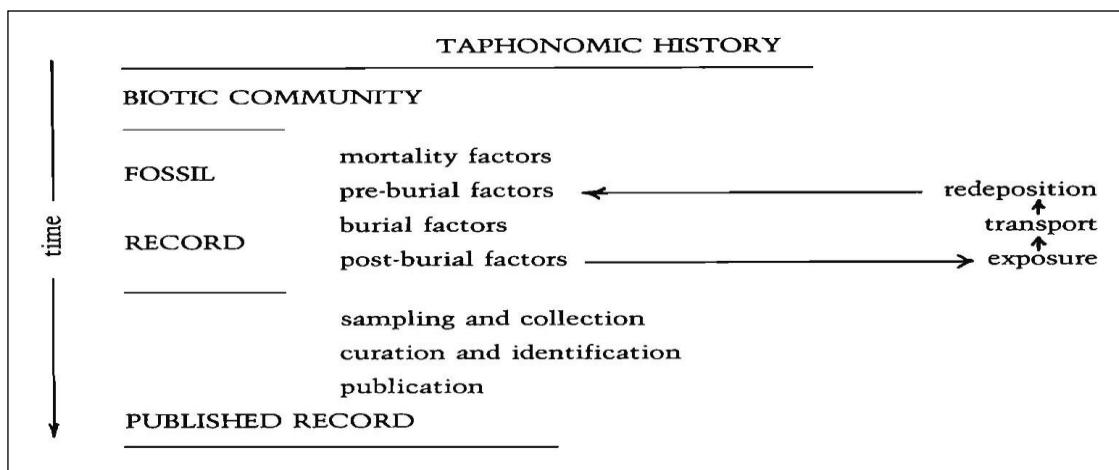 TAPHONOMIC HISTORY
BIOTIC COMMUNITY
mortality factors
FOSSIL
pre-burial factors
redeposition
burial factors
transport
RECORD
post-burial factors
exposure
time
sampling and collection
curation and identification
publication
PUBLISHED RECORD